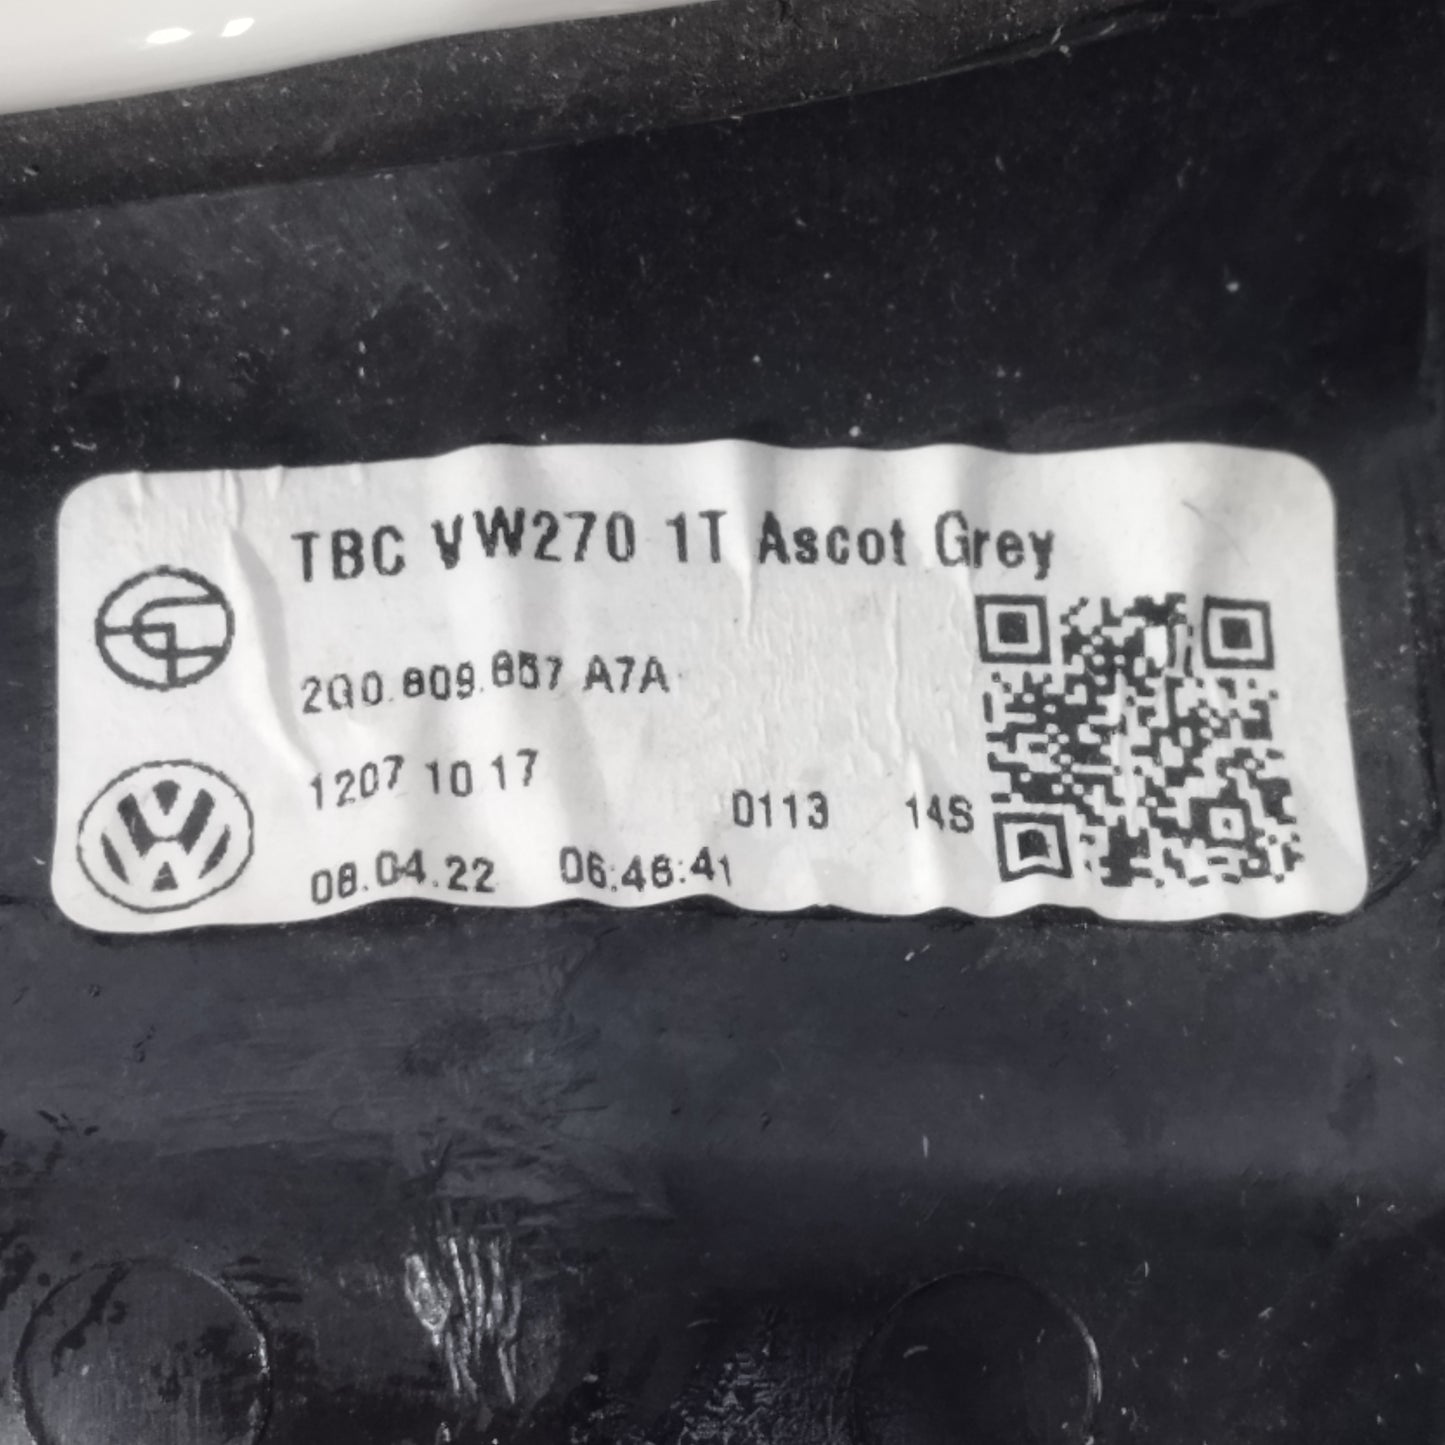 TBC VW270 1T Ascot Grey
2G0.809.857 A7A
1207 10 17
0113 14S
08.04.22 06:46:41